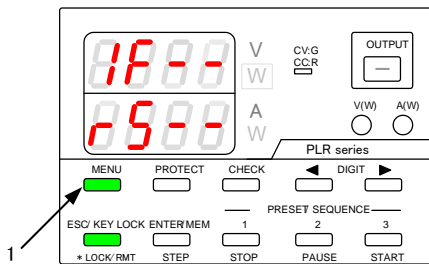 1F--
V
W
CV:G
CC:R
OUTPUT
rS--
A
W
V(W) A(W)
PLR series
MENU PROTECT CHECK ◀ DIGIT ▶
PRESET/ SEQUENCE
ESC/ KEY LOCK ENTER/MEM 1 2 3
* LOCK/ RMT STEP STOP PAUSE START
1